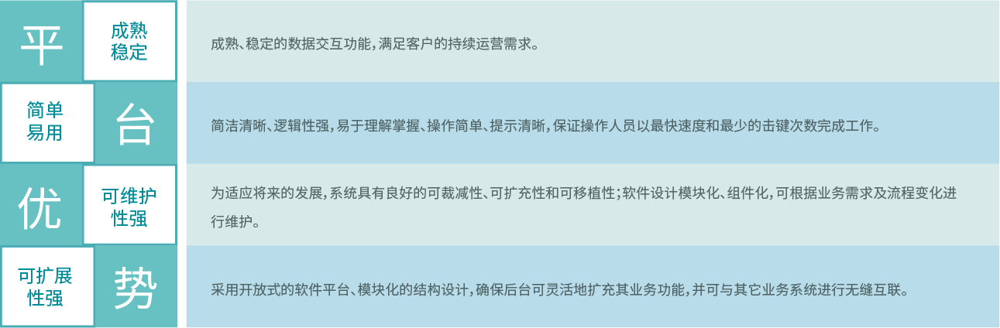 平
成熟
稳定
成熟、稳定的数据交互功能，满足客户的持续运营需求。
简单
易用
台
简洁清晰、逻辑性强，易于理解掌握、操作简单、提示清晰，保证操作人员以最快速度和最少的击键次数完成工作。
优
可维护
性强
为适应将来的发展，系统具有良好的可裁减性、可扩充性和可移植性；软件设计模块化、组件化，可根据业务需求及流程变化进
行维护。
可扩展
性强
势
采用开放式的软件平台、模块化的结构设计，确保后台可灵活地扩充其业务功能，并可与其它业务系统进行无缝互联。